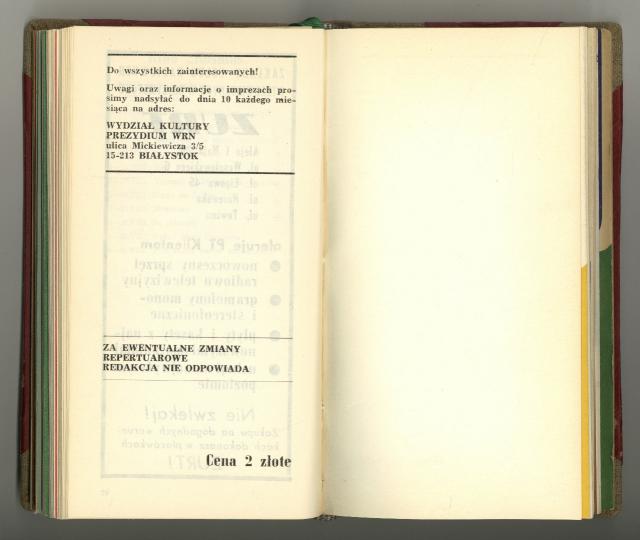 Do wszystkich zainteresowanych!
Uwagi oraz informacje o imprezach pro-
simy nadsyłać do dnia 10 każdego mie-
siąca na adres:
WYDZIAŁ KULTURY
PREZYDIUM WRN
ulica Mickiewicza 3/5
15-213 BIAŁYSTOK
ZA EWENTUALNE ZMIANY
REPERTUAROWE
REDAKCJA NIE ODPOWIADA
Cena 2 złote